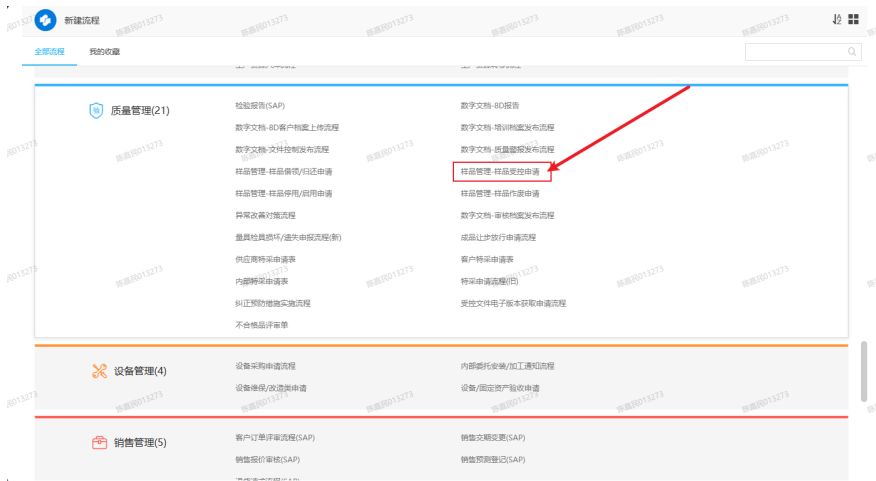 新建流程
全部流程 我的收藏
质量管理(21)
检验报告(SAP) 数字文档-8D报告
数字文档-8D客户档案上传流程 数字文档-培训档案发布流程
数字文档-文件控制发布流程 数字文档-质量警报发布流程
样品管理-样品借领/归还申请 样品管理-样品受控申请
样品管理-样品停用/启用申请 样品管理-样品作废申请
异常改善对策流程 数字文档-审核档案发布流程
量具检具损坏/遗失申报流程(新) 成品让步放行申请流程
供应商特采申请表 客户特采申请表
内部特采申请表 特采申请流程(旧)
纠正预防措施实施流程 受控文件电子版本获取申请流程
不合格品评审单
设备管理(4)
设备采购申请流程 内部委托安装/加工通知流程
设备维保/改造类申请 设备/固定资产验收申请
销售管理(5)
客户订单评审流程(SAP) 销售交期变更(SAP)
销售报价审核(SAP) 销售预测登记(SAP)